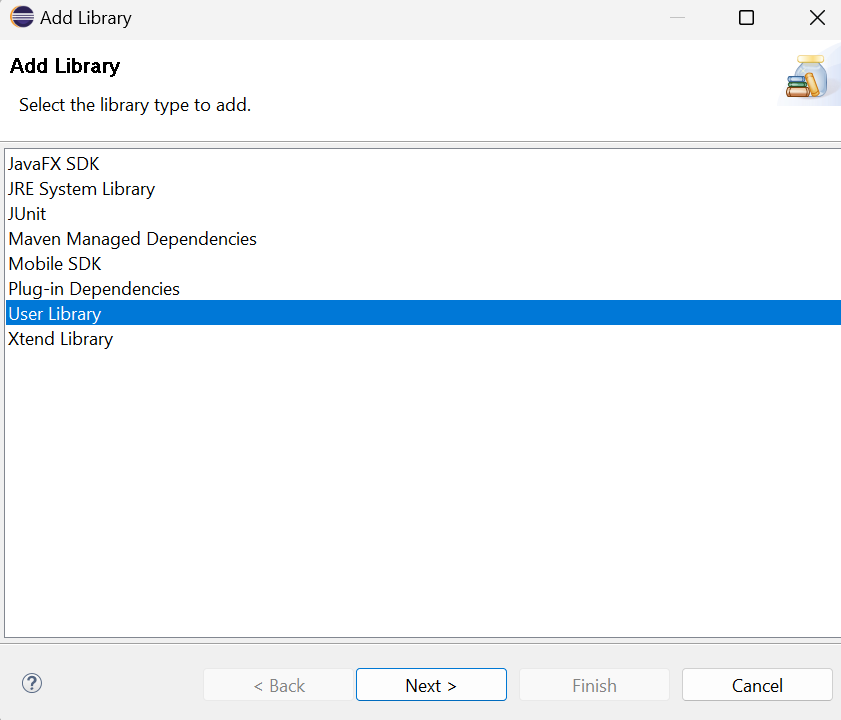 Add Library
Add Library
Select the library type to add.
JavaFX SDK
JRE System Library
JUnit
Maven Managed Dependencies
Mobile SDK
Plug-in Dependencies
User Library
Xtend Library
?
< Back
Next >
Finish
Cancel